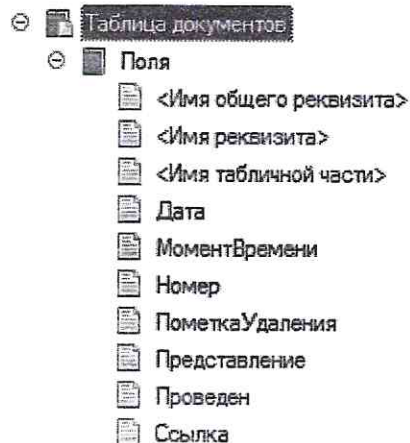 Таблица документов
Поля
<Имя общего реквизита>
<Имя реквизита>
<Имя табличной части>
Дата
МоментВремени
Номер
ПометкаУдаления
Представление
Проведен
Ссылка